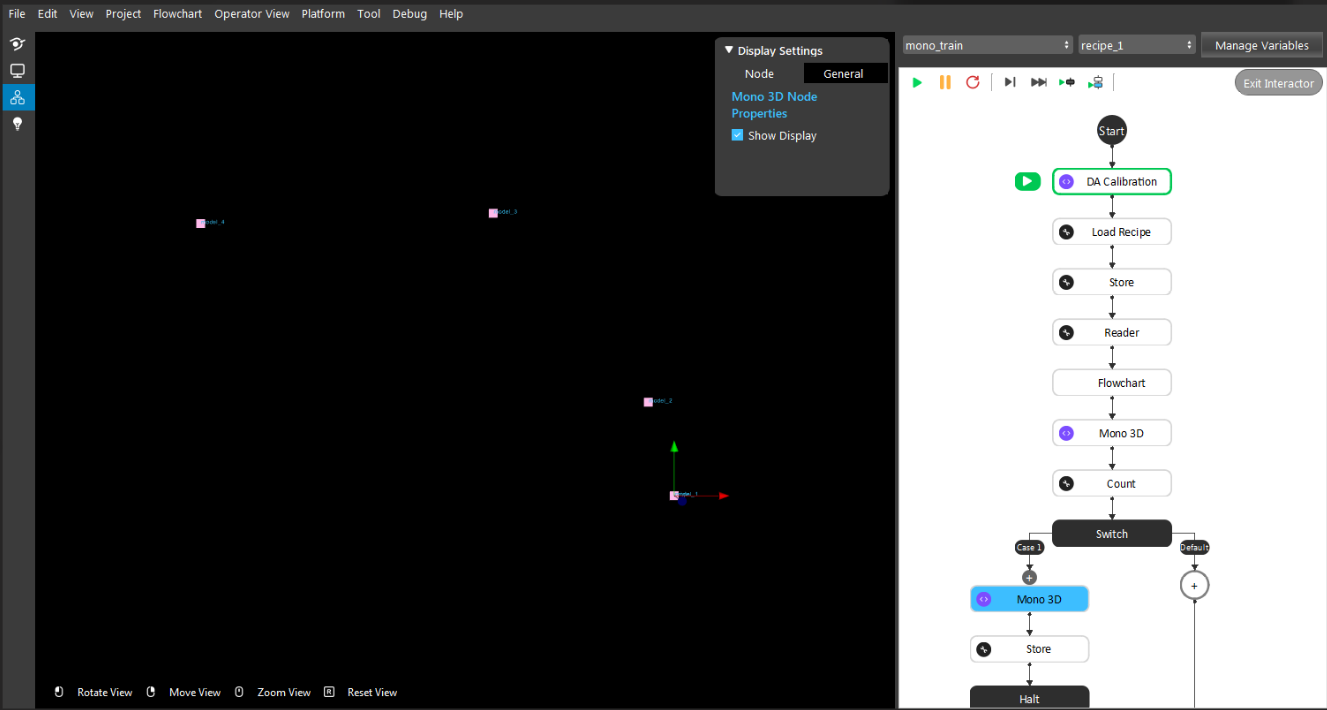 File Edit View Project Flowchart Operator View Platform Tool Debug Help
mono_train recipe_1 Manage Variables
Display Settings
Node General
Mono 3D Node
Properties
Show Display
Exit Interactor
Start
DA Calibration
Load Recipe
Store
Reader
Flowchart
Mono 3D
Count
Switch
Case 1 Default
+
Mono 3D
+
Store
Halt
model_4
model_3
model_2
Rotate View Move View Zoom View R Reset View